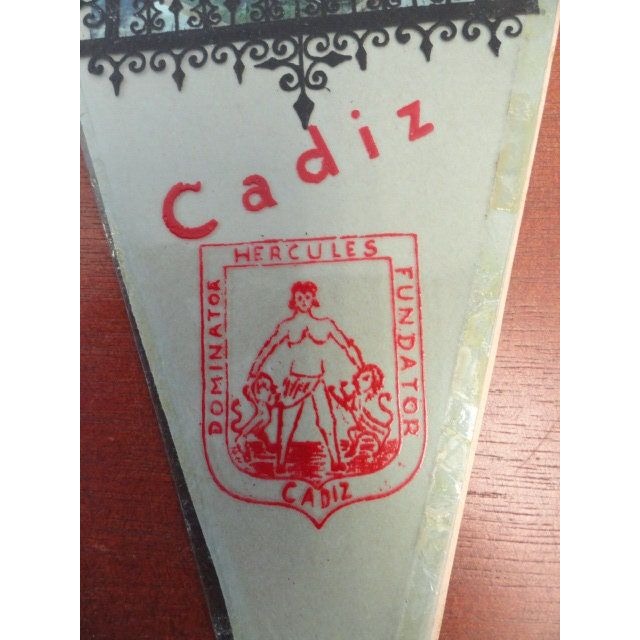 Cadiz
HERCULES
DOMINATOR
FUNDATOR
CADIZ